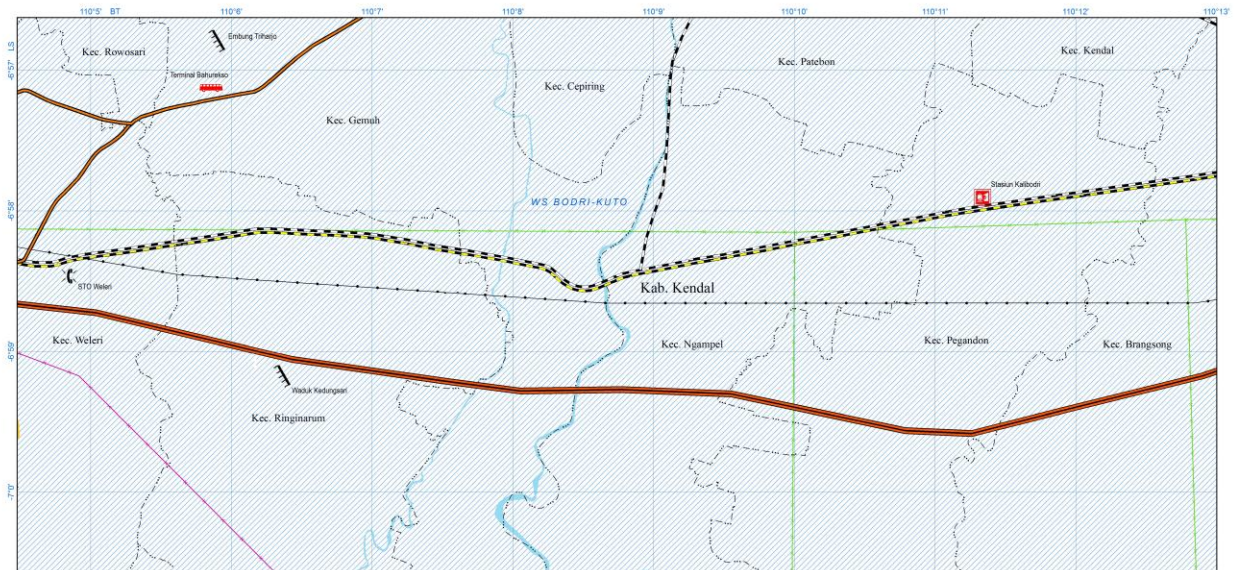 110°5' BT
110°6'
110°7'
110°8'
110°9'
110°10'
110°11'
110°12'
110°13'
LS
-6°57'
-6°58'
-6°59'
-7°0'
Kec. Rowosari
Embung Triharjo
Terminal Bahurekso
Kec. Gemuh
Kec. Cepiring
Kec. Patebon
Kec. Kendal
Stasiun Kalibodri
WS BODRI-KUTO
STO Weleri
Kab. Kendal
Kec. Weleri
Kec. Ngampel
Kec. Pegandon
Kec. Brangsong
Waduk Kedungsari
Kec. Ringinarum